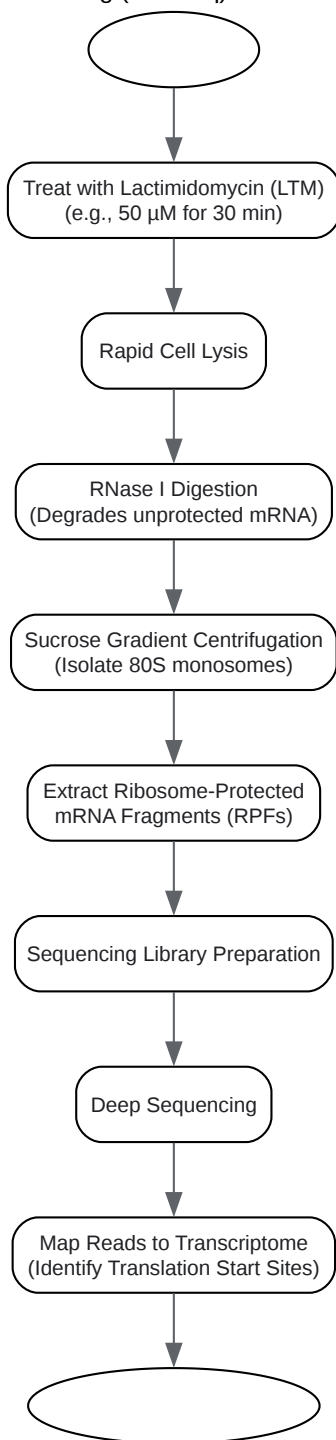 Treat with Lactimidomycin (LTM)
(e.g., 50 µM for 30 min)
Rapid Cell Lysis
RNase I Digestion
(Degrades unprotected mRNA)
Sucrose Gradient Centrifugation
(Isolate 80S monosomes)
Extract Ribosome-Protected
mRNA Fragments (RPFs)
Sequencing Library Preparation
Deep Sequencing
Map Reads to Transcriptome
(Identify Translation Start Sites)